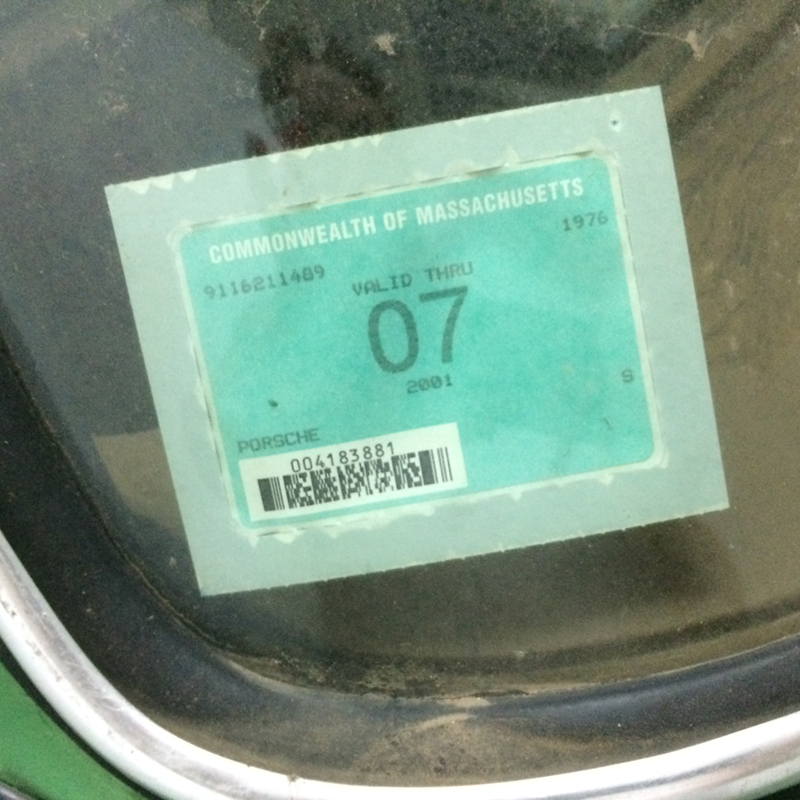 COMMONWEALTH OF MASSACHUSETTS
1976
9116211489
VALID THRU
07
2001
S
PORSCHE
004183881